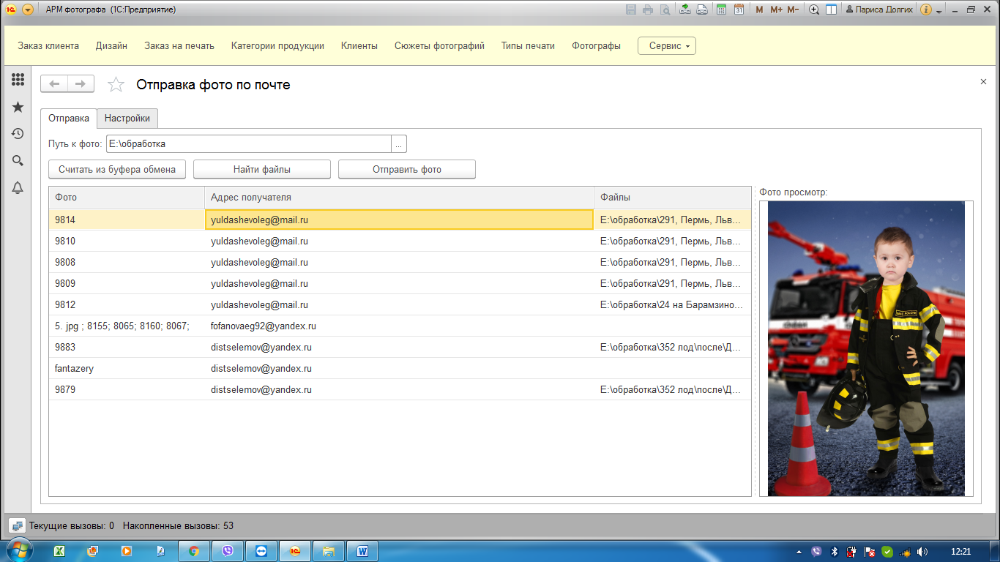 АРМ фотографа (1С:Предприятие)
M M+ M- Лариса Долгих
Заказ клиента Дизайн Заказ на печать Категории продукции Клиенты Сюжеты фотографий Типы печати Фотографы Сервис
Отправка фото по почте
Отправка Настройки
Путь к фото: E:\обработка ...
Считать из буфера обмена Найти файлы Отправить фото
Фото Адрес получателя Файлы Фото просмотр:
9814 yuldashevoleg@mail.ru E:\обработка\291, Пермь, Льв...
9810 yuldashevoleg@mail.ru E:\обработка\291, Пермь, Льв...
9808 yuldashevoleg@mail.ru E:\обработка\291, Пермь, Льв...
9809 yuldashevoleg@mail.ru E:\обработка\291, Пермь, Льв...
9812 yuldashevoleg@mail.ru E:\обработка\24 на Барамзино...
5. jpg ; 8155; 8065; 8160; 8067; fofanovaeg92@yandex.ru
9883 distselemov@yandex.ru E:\обработка\352 лод\после\Д...
fantazery distselemov@yandex.ru
9879 distselemov@yandex.ru E:\обработка\352 лод\после\Д...
МЧС РОССИИ
Текущие вызовы: 0 Накопленные вызовы: 53
12:21